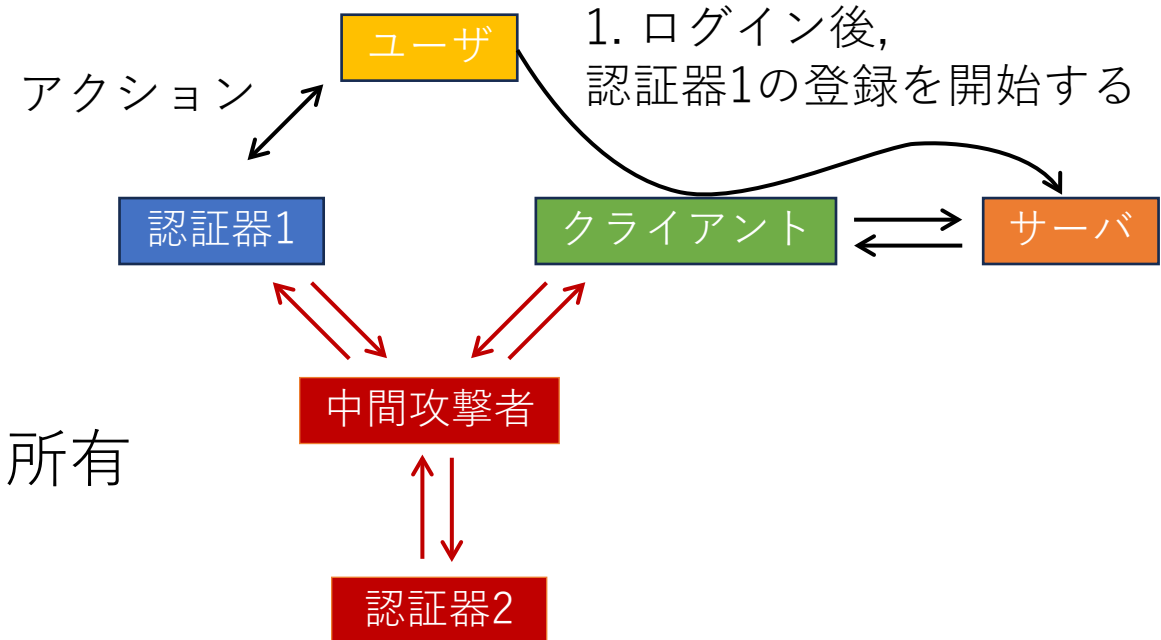 ユーザ
1. ログイン後,
認証器1の登録を開始する
アクション
認証器1
クライアント
サーバ
中間攻撃者
所有
認証器2